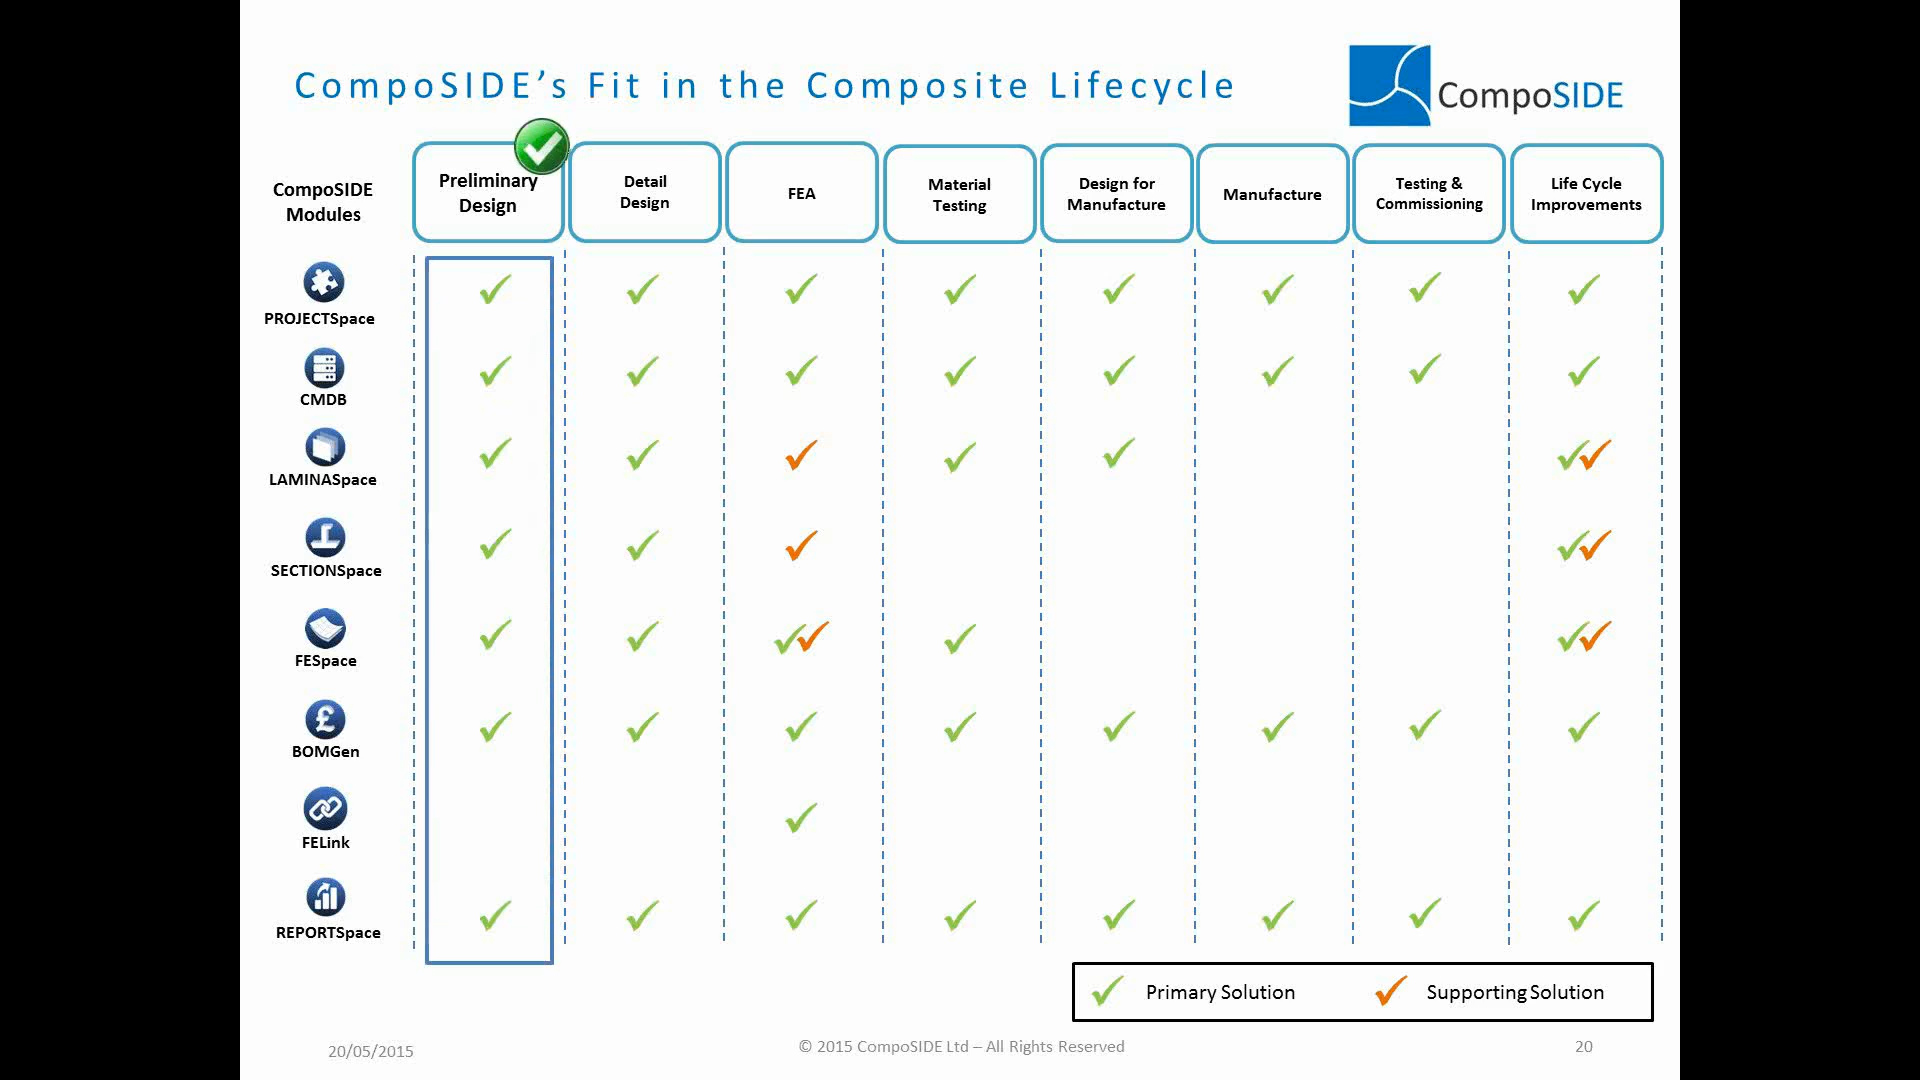 CompoSIDE's Fit in the Composite Lifecycle
CompoSIDE
CompoSIDE
Modules
Preliminary
Design
Detail
Design
FEA
Material
Testing
Design for
Manufacture
Manufacture
Testing &
Commissioning
Life Cycle
Improvements
PROJECTSpace
CMDB
LAMINASpace
SECTIONSpace
FESpace
£
BOMGen
FELink
REPORTSpace
Primary Solution
Supporting Solution
20/05/2015
© 2015 CompoSIDE Ltd – All Rights Reserved
20